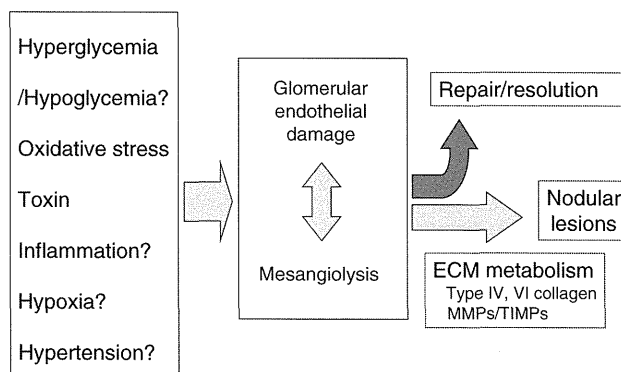 Hyperglycemia
/Hypoglycemia?
Oxidative stress
Toxin
Inflammation?
Hypoxia?
Hypertension?
Glomerular
endothelial
damage
Mesangiolysis
Repair/resolution
Nodular
lesions
ECM metabolism
Type IV, VI collagen
MMPs/TIMPs